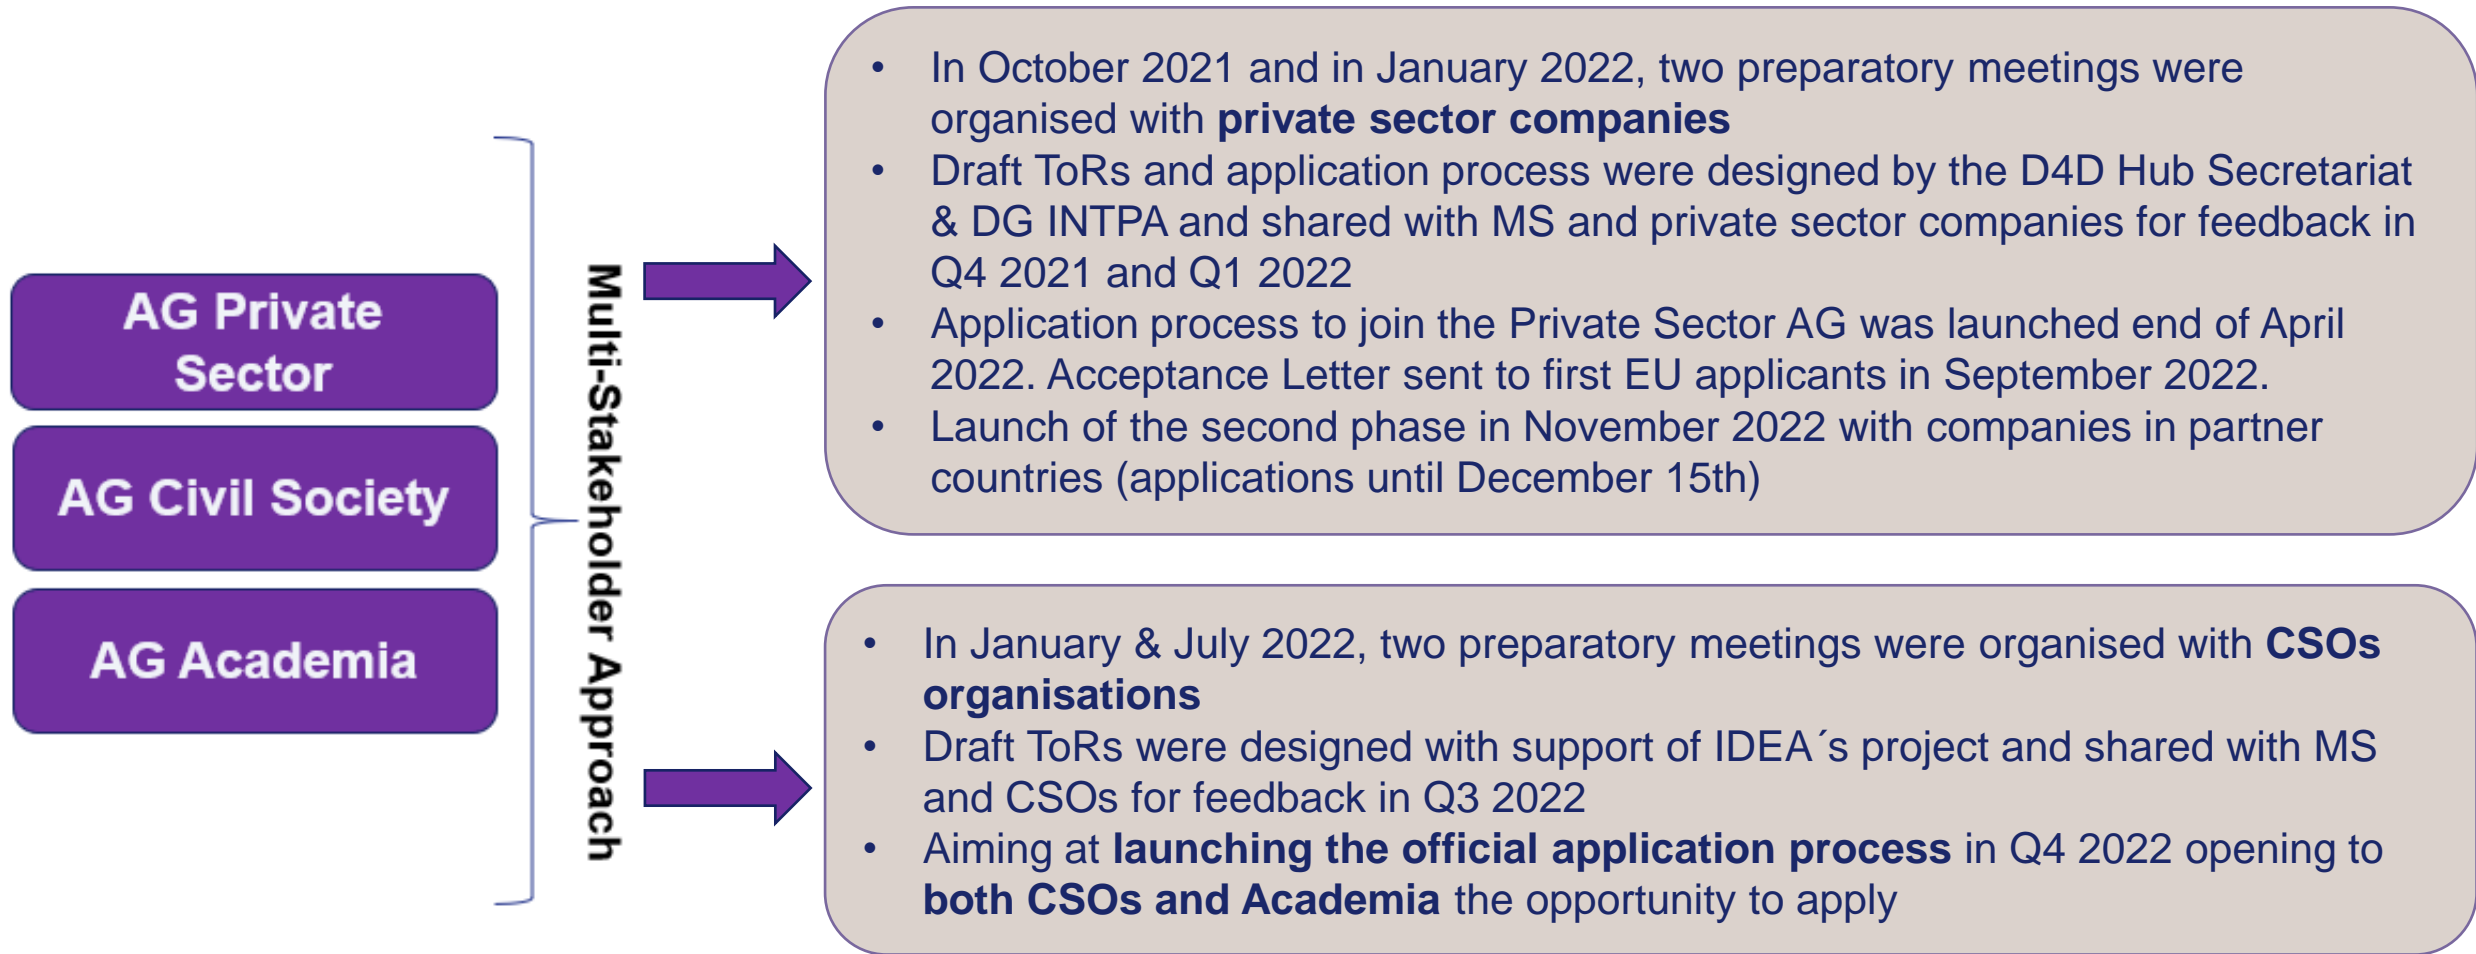 AG Private
Sector
AG Civil Society
AG Academia
Multi-Stakeholder Approach
• In October 2021 and in January 2022, two preparatory meetings were
organised with private sector companies
• Draft ToRs and application process were designed by the D4D Hub Secretariat
& DG INTPA and shared with MS and private sector companies for feedback in
Q4 2021 and Q1 2022
• Application process to join the Private Sector AG was launched end of April
2022. Acceptance Letter sent to first EU applicants in September 2022.
• Launch of the second phase in November 2022 with companies in partner
countries (applications until December 15th)
• In January & July 2022, two preparatory meetings were organised with CSOs
organisations
• Draft ToRs were designed with support of IDEA´s project and shared with MS
and CSOs for feedback in Q3 2022
• Aiming at launching the official application process in Q4 2022 opening to
both CSOs and Academia the opportunity to apply